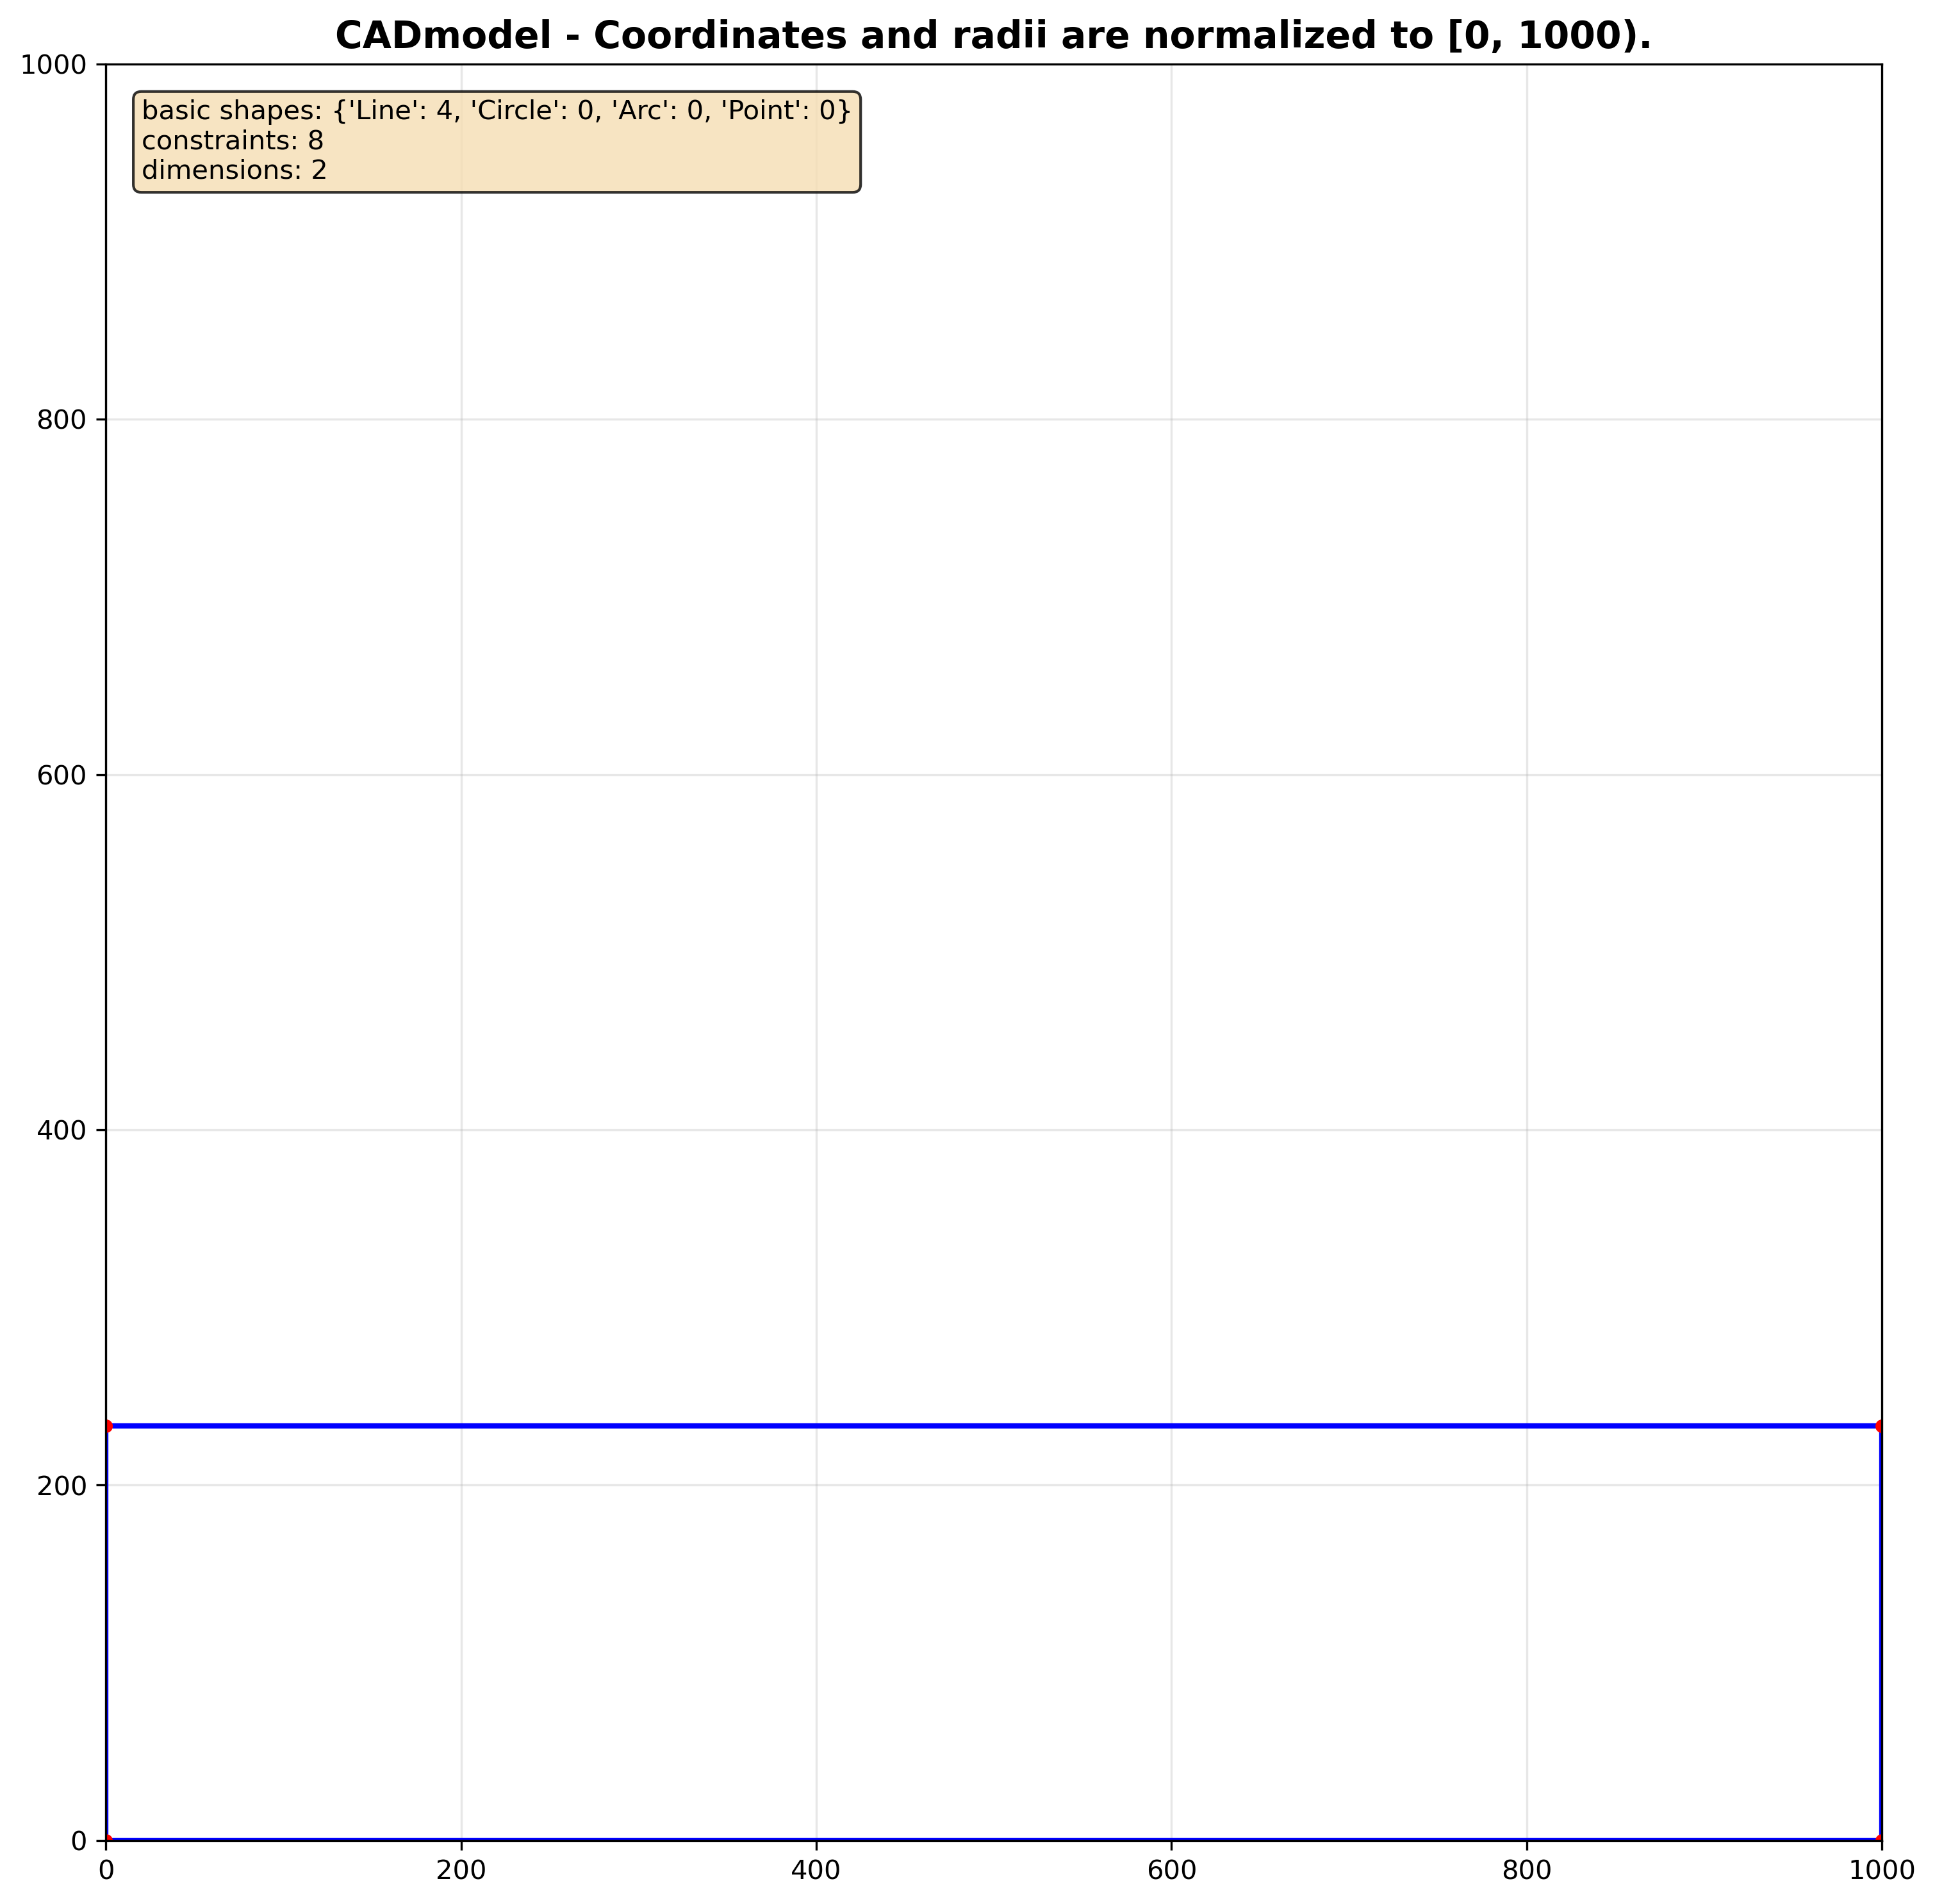 CADmodel - Coordinates and radii are normalized to [0, 1000).
basic shapes: {'Line': 4, 'Circle': 0, 'Arc': 0, 'Point': 0}
constraints: 8
dimensions: 2
1000
800
600
400
200
0
0 200 400 600 800 1000